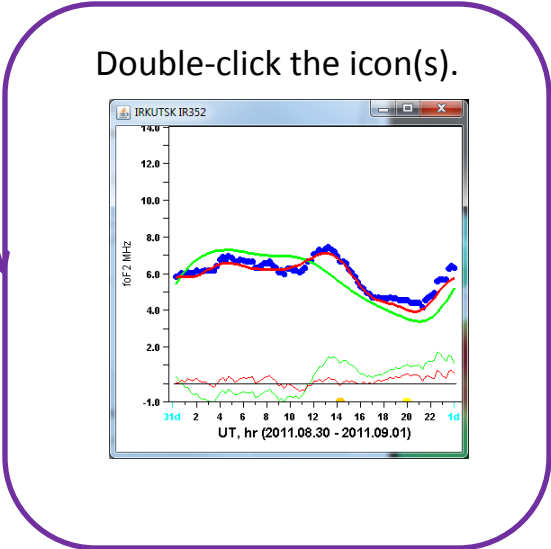 Double-click the icon(s).
IRKUTSK IR352
14.0
12.0
10.0
8.0
6.0
4.0
2.0
-1.0
foF2 MHz
31d 2 4 6 8 10 12 14 16 18 20 22 1d
UT, hr (2011.08.30 - 2011.09.01)